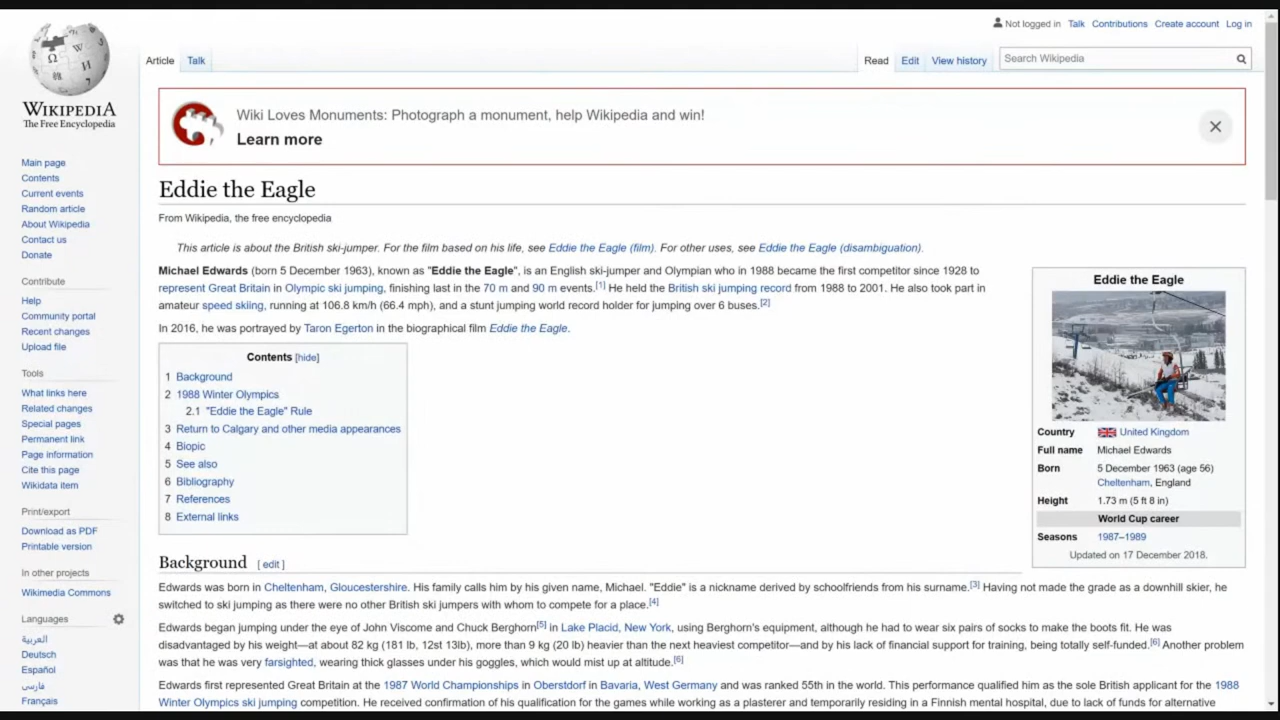 Not logged in Talk Contributions Create account Log in
Article Talk
Read Edit View history
Search Wikipedia
WIKIPEDIA
The Free Encyclopedia
Main page
Contents
Current events
Random article
About Wikipedia
Contact us
Donate
Contribute
Help
Community portal
Recent changes
Upload file
Tools
What links here
Related changes
Special pages
Permanent link
Page information
Cite this page
Wikidata item
Print/export
Download as PDF
Printable version
In other projects
Wikimedia Commons
Languages
العربية
Deutsch
Español
فارسی
Français
Wiki Loves Monuments: Photograph a monument, help Wikipedia and win!
Learn more
Eddie the Eagle
From Wikipedia, the free encyclopedia
This article is about the British ski-jumper. For the film based on his life, see Eddie the Eagle (film). For other uses, see Eddie the Eagle (disambiguation).
Michael Edwards (born 5 December 1963), known as "Eddie the Eagle", is an English ski-jumper and Olympian who in 1988 became the first competitor since 1928 to
represent Great Britain in Olympic ski jumping, finishing last in the 70 m and 90 m events.[1] He held the British ski jumping record from 1988 to 2001. He also took part in
amateur speed skiing, running at 106.8 km/h (66.4 mph), and a stunt jumping world record holder for jumping over 6 buses.[2]
In 2016, he was portrayed by Taron Egerton in the biographical film Eddie the Eagle.
Contents [hide]
1 Background
2 1988 Winter Olympics
2.1 "Eddie the Eagle" Rule
3 Return to Calgary and other media appearances
4 Biopic
5 See also
6 Bibliography
7 References
8 External links
Eddie the Eagle
Country United Kingdom
Full name Michael Edwards
Born 5 December 1963 (age 56)
Cheltenham, England
Height 1.73 m (5 ft 8 in)
World Cup career
Seasons 1987–1989
Updated on 17 December 2018.
Background [ edit ]
Edwards was born in Cheltenham, Gloucestershire. His family calls him by his given name, Michael. "Eddie" is a nickname derived by schoolfriends from his surname.[3] Having not made the grade as a downhill skier, he
switched to ski jumping as there were no other British ski jumpers with whom to compete for a place.[4]
Edwards began jumping under the eye of John Viscome and Chuck Berghorn[5] in Lake Placid, New York, using Berghorn's equipment, although he had to wear six pairs of socks to make the boots fit. He was
disadvantaged by his weight—at about 82 kg (181 lb, 12st 13lb), more than 9 kg (20 lb) heavier than the next heaviest competitor—and by his lack of financial support for training, being totally self-funded.[6] Another problem
was that he was very farsighted, wearing thick glasses under his goggles, which would mist up at altitude.[6]
Edwards first represented Great Britain at the 1987 World Championships in Oberstdorf in Bavaria, West Germany and was ranked 55th in the world. This performance qualified him as the sole British applicant for the 1988
Winter Olympics ski jumping competition. He received confirmation of his qualification for the games while working as a plasterer and temporarily residing in a Finnish mental hospital, due to lack of funds for alternative